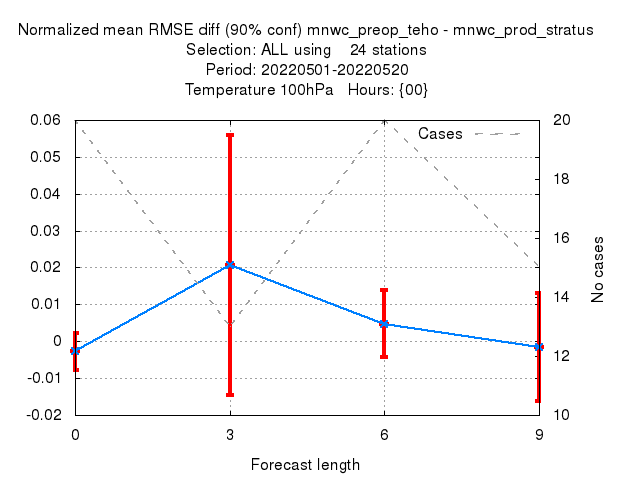 Normalized mean RMSE diff (90% conf) mnwc_preop_teho - mnwc_prod_stratus
Selection: ALL using    24 stations
Period: 20220501-20220520
Temperature 100hPa   Hours: {00}
Cases
0.06
0.05
0.04
0.03
0.02
0.01
0
-0.01
-0.02
20
18
16
14
12
10
No cases
0
3
6
9
Forecast length